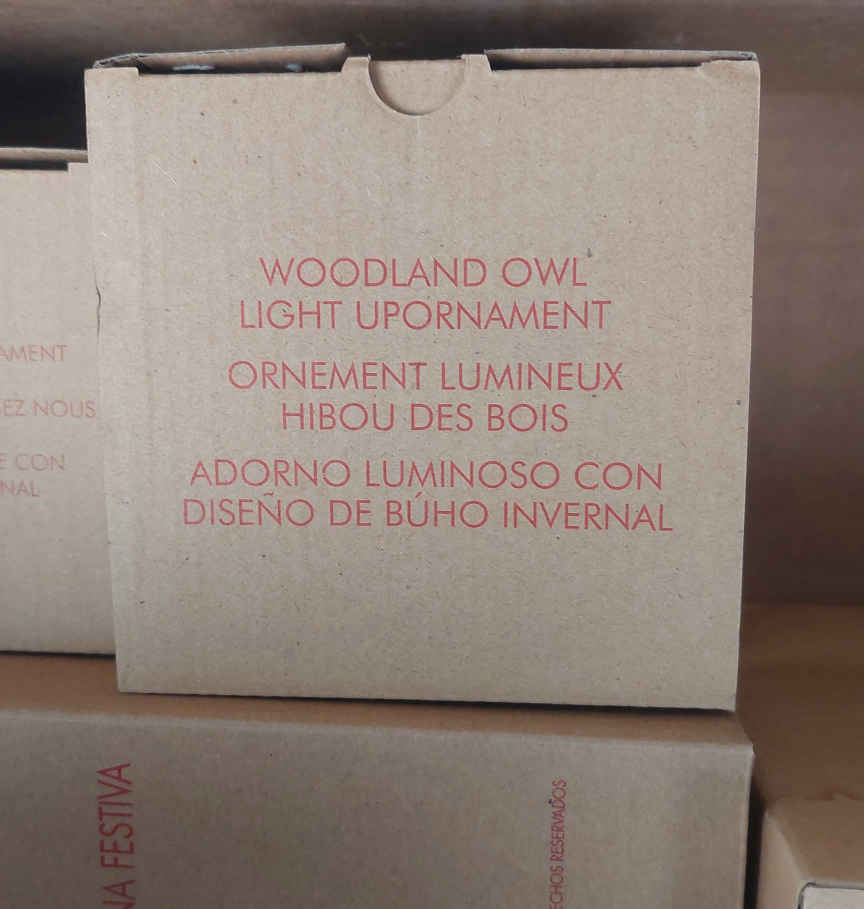 WOODLAND OWL
LIGHT UPORNAMENT
ORNEMENT LUMINEUX
HIBOU DES BOIS
ADORNO LUMINOSO CON
DISEÑO DE BÚHO INVERNAL
AMENT
EZ NOUS
E CON
NAL
NA FESTIVA
ECHOS RESERVADOS